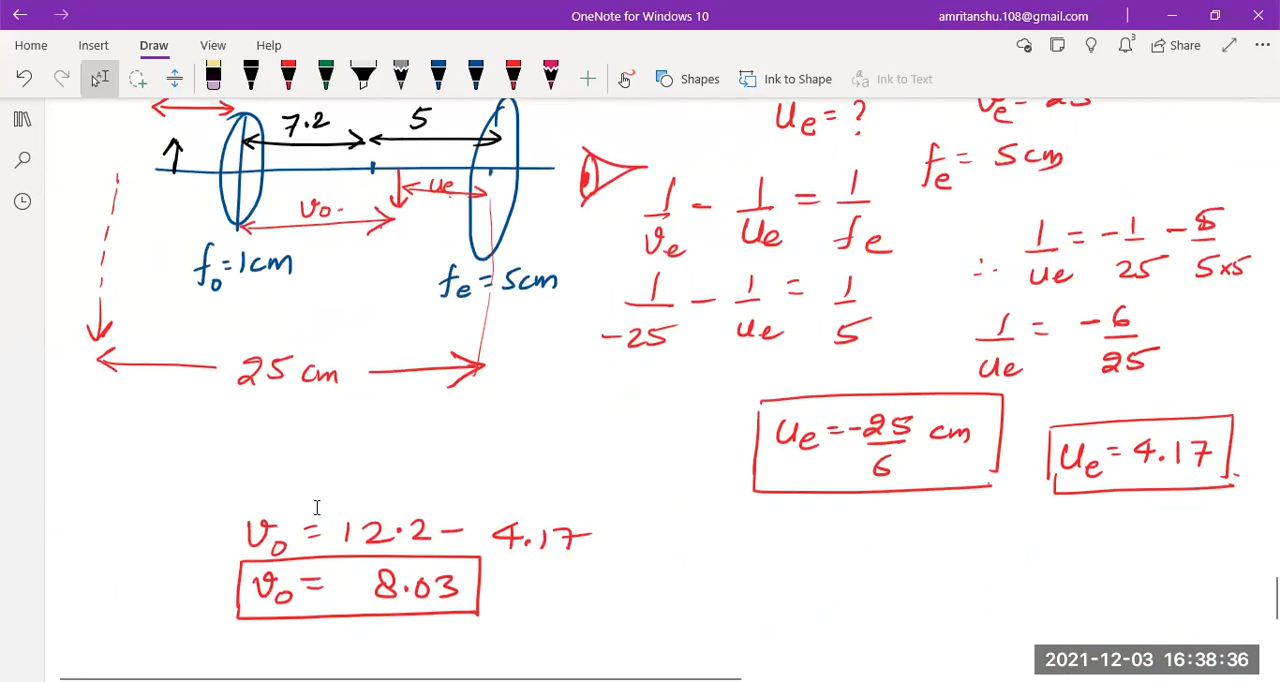 OneNote for Windows 10
amritanshu.108@gmail.com
Home Insert Draw View Help
Share
Shapes
Ink to Shape
Ink to Text
7.2
5
ue
vo
fo = 1cm
fe = 5cm
25 cm
ue = ?
fe = 5cm
1/ve - 1/ue = 1/fe
1/-25 - 1/ue = 1/5
∴ 1/ue = -1/25 - 5/5×5
1/ue = -6/25
ue = -25/6 cm
ue = 4.17
vo = 12.2 - 4.17
vo = 8.03
2021-12-03 16:38:36